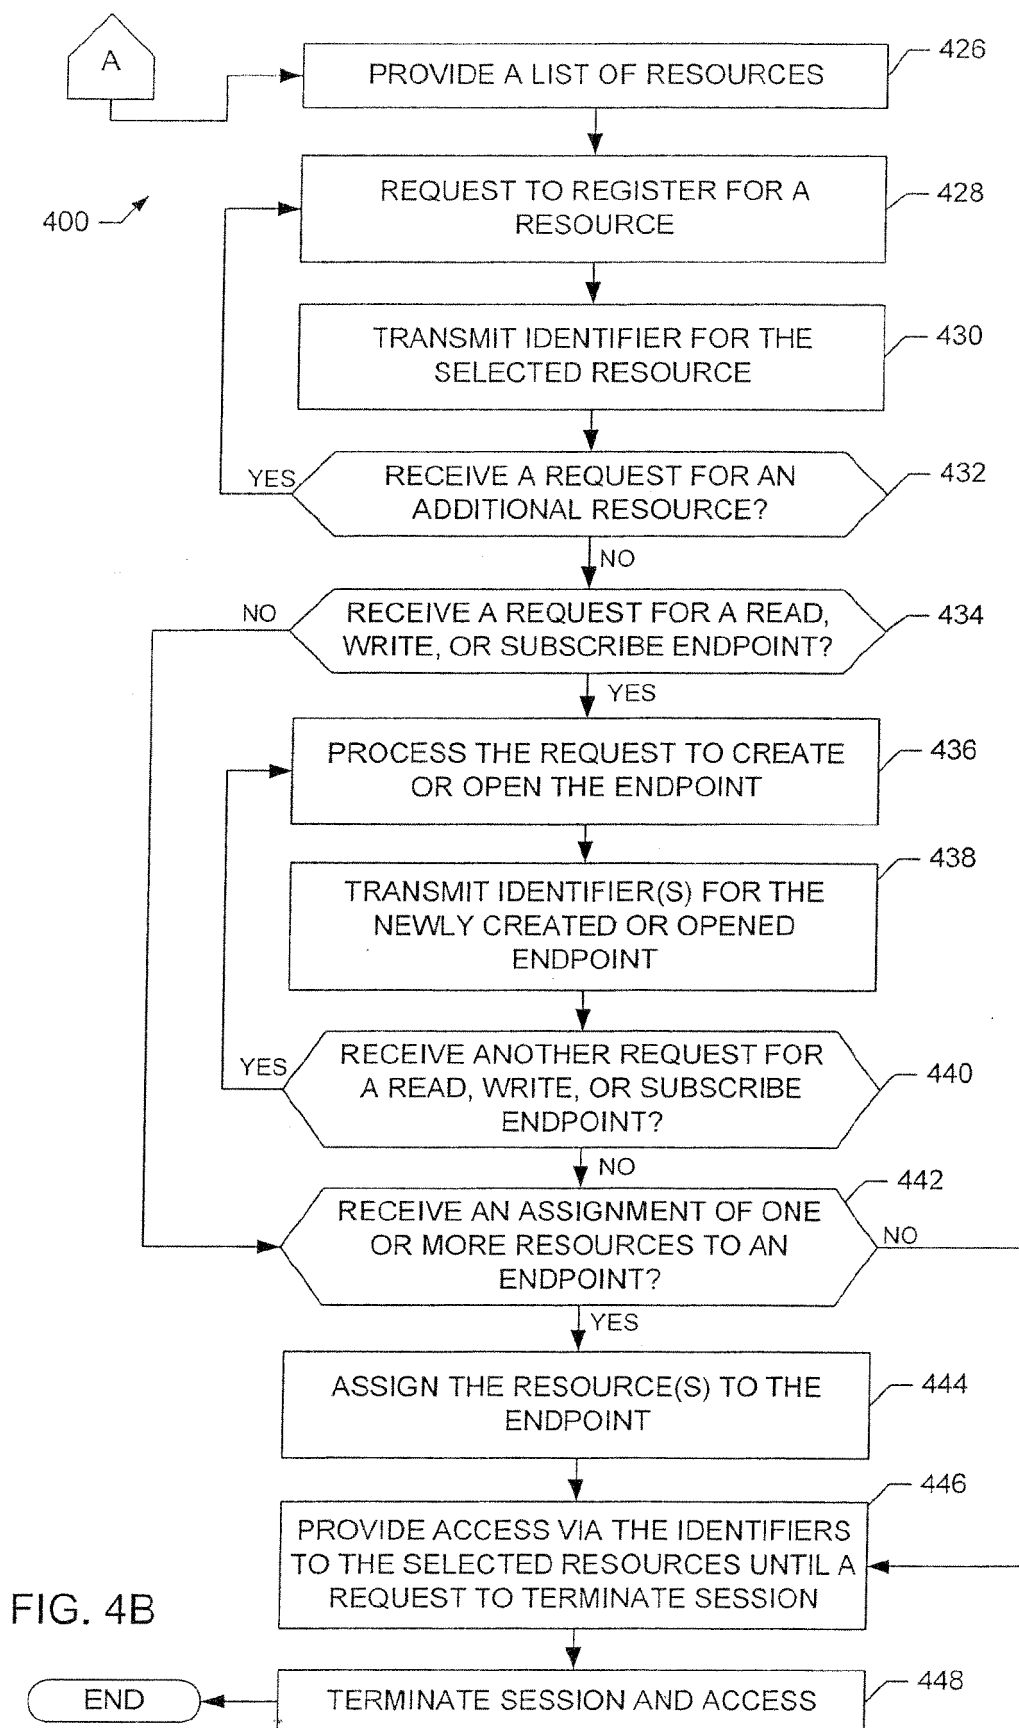 A
PROVIDE A LIST OF RESOURCES
426
REQUEST TO REGISTER FOR A
RESOURCE
428
400
TRANSMIT IDENTIFIER FOR THE
SELECTED RESOURCE
430
RECEIVE A REQUEST FOR AN
ADDITIONAL RESOURCE?
432
YES
NO
RECEIVE A REQUEST FOR A READ,
WRITE, OR SUBSCRIBE ENDPOINT?
434
NO
YES
PROCESS THE REQUEST TO CREATE
OR OPEN THE ENDPOINT
436
TRANSMIT IDENTIFIER(S) FOR THE
NEWLY CREATED OR OPENED
ENDPOINT
438
RECEIVE ANOTHER REQUEST FOR
A READ, WRITE, OR SUBSCRIBE
ENDPOINT?
440
YES
NO
RECEIVE AN ASSIGNMENT OF ONE
OR MORE RESOURCES TO AN
ENDPOINT?
442
NO
YES
ASSIGN THE RESOURCE(S) TO THE
ENDPOINT
444
PROVIDE ACCESS VIA THE IDENTIFIERS
TO THE SELECTED RESOURCES UNTIL A
REQUEST TO TERMINATE SESSION
446
FIG. 4B
TERMINATE SESSION AND ACCESS
448
END